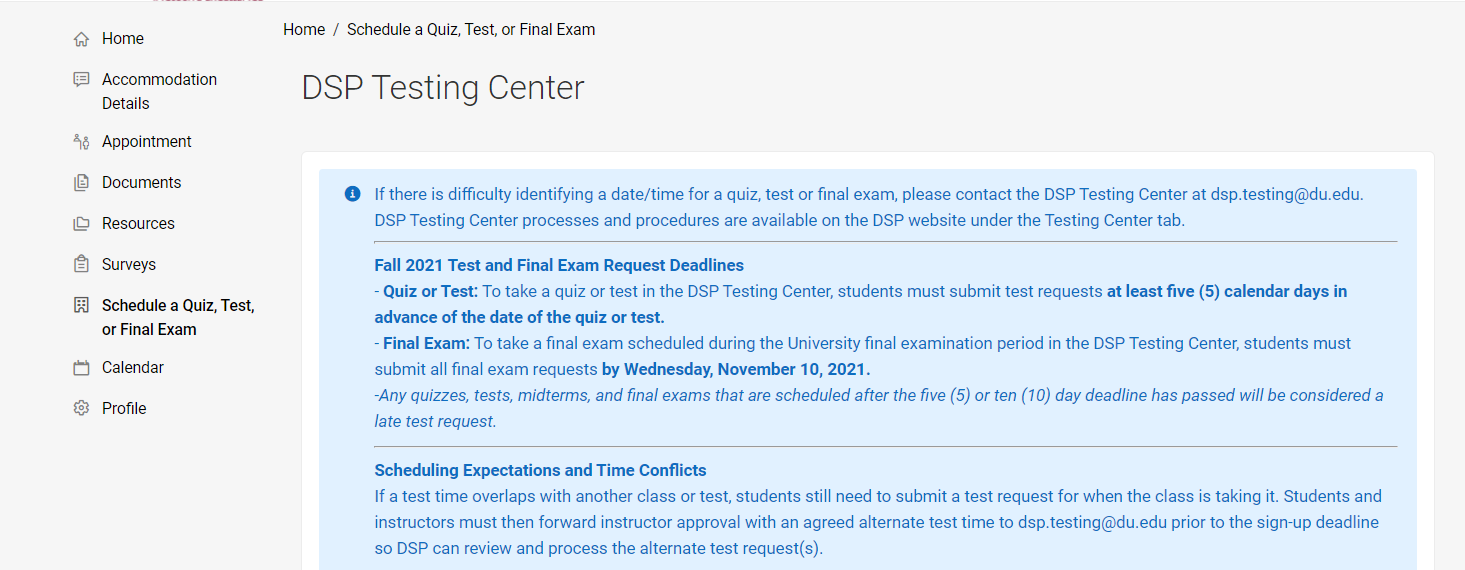 Home
Accommodation
Details
Appointment
Documents
Resources
Surveys
Schedule a Quiz, Test,
or Final Exam
Calendar
Profile
Home / Schedule a Quiz, Test, or Final Exam
DSP Testing Center
If there is difficulty identifying a date/time for a quiz, test or final exam, please contact the DSP Testing Center at dsp.testing@du.edu.
DSP Testing Center processes and procedures are available on the DSP website under the Testing Center tab.
Fall 2021 Test and Final Exam Request Deadlines
- Quiz or Test: To take a quiz or test in the DSP Testing Center, students must submit test requests at least five (5) calendar days in
advance of the date of the quiz or test.
- Final Exam: To take a final exam scheduled during the University final examination period in the DSP Testing Center, students must
submit all final exam requests by Wednesday, November 10, 2021.
-Any quizzes, tests, midterms, and final exams that are scheduled after the five (5) or ten (10) day deadline has passed will be considered a
late test request.
Scheduling Expectations and Time Conflicts
If a test time overlaps with another class or test, students still need to submit a test request for when the class is taking it. Students and
instructors must then forward instructor approval with an agreed alternate test time to dsp.testing@du.edu prior to the sign-up deadline
so DSP can review and process the alternate test request(s).